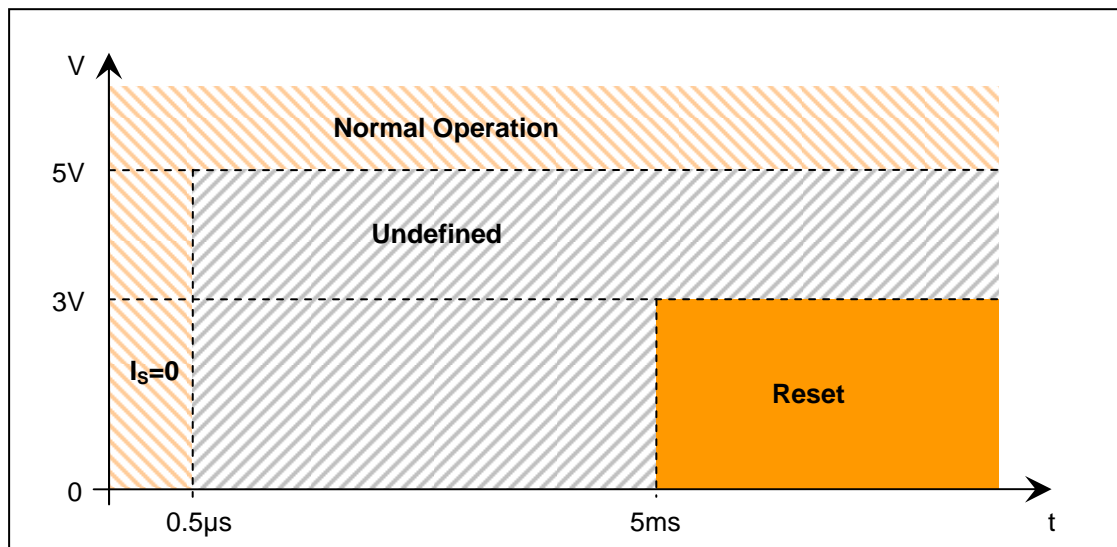 V
Normal Operation
5V
Undefined
3V
IS=0
Reset
0
0.5µs 5ms t